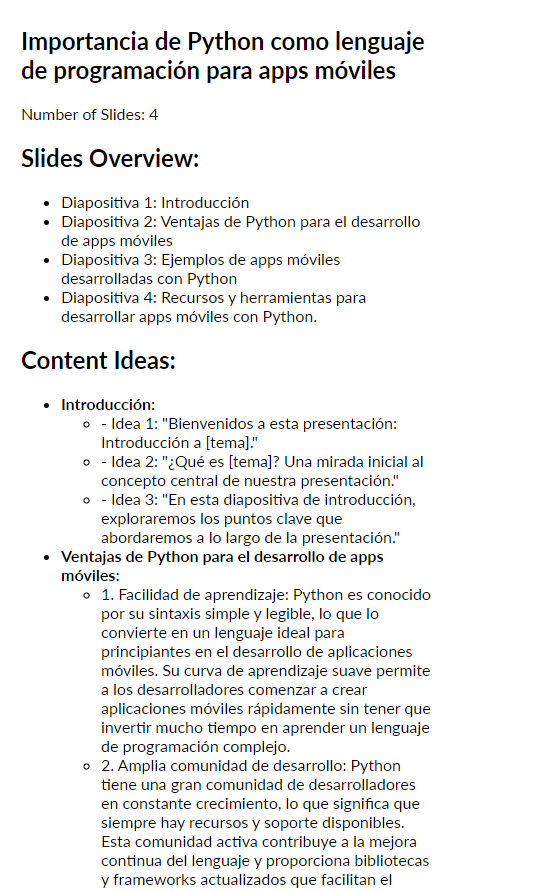 Importancia de Python como lenguaje
de programación para apps móviles
Number of Slides: 4
Slides Overview:
• Diapositiva 1: Introducción
• Diapositiva 2: Ventajas de Python para el desarrollo
de apps móviles
• Diapositiva 3: Ejemplos de apps móviles
desarrolladas con Python
• Diapositiva 4: Recursos y herramientas para
desarrollar apps móviles con Python.
Content Ideas:
• Introducción:
◦ - Idea 1: "Bienvenidos a esta presentación:
Introducción a [tema]."
◦ - Idea 2: "¿Qué es [tema]? Una mirada inicial al
concepto central de nuestra presentación."
◦ - Idea 3: "En esta diapositiva de introducción,
exploraremos los puntos clave que
abordaremos a lo largo de la presentación."
• Ventajas de Python para el desarrollo de apps
móviles:
◦ 1. Facilidad de aprendizaje: Python es conocido
por su sintaxis simple y legible, lo que lo
convierte en un lenguaje ideal para
principiantes en el desarrollo de aplicaciones
móviles. Su curva de aprendizaje suave permite
a los desarrolladores comenzar a crear
aplicaciones móviles rápidamente sin tener que
invertir mucho tiempo en aprender un lenguaje
de programación complejo.
◦ 2. Amplia comunidad de desarrollo: Python
tiene una gran comunidad de desarrolladores
en constante crecimiento, lo que significa que
siempre hay recursos y soporte disponibles.
Esta comunidad activa contribuye a la mejora
continua del lenguaje y proporciona bibliotecas
y frameworks actualizados que facilitan el